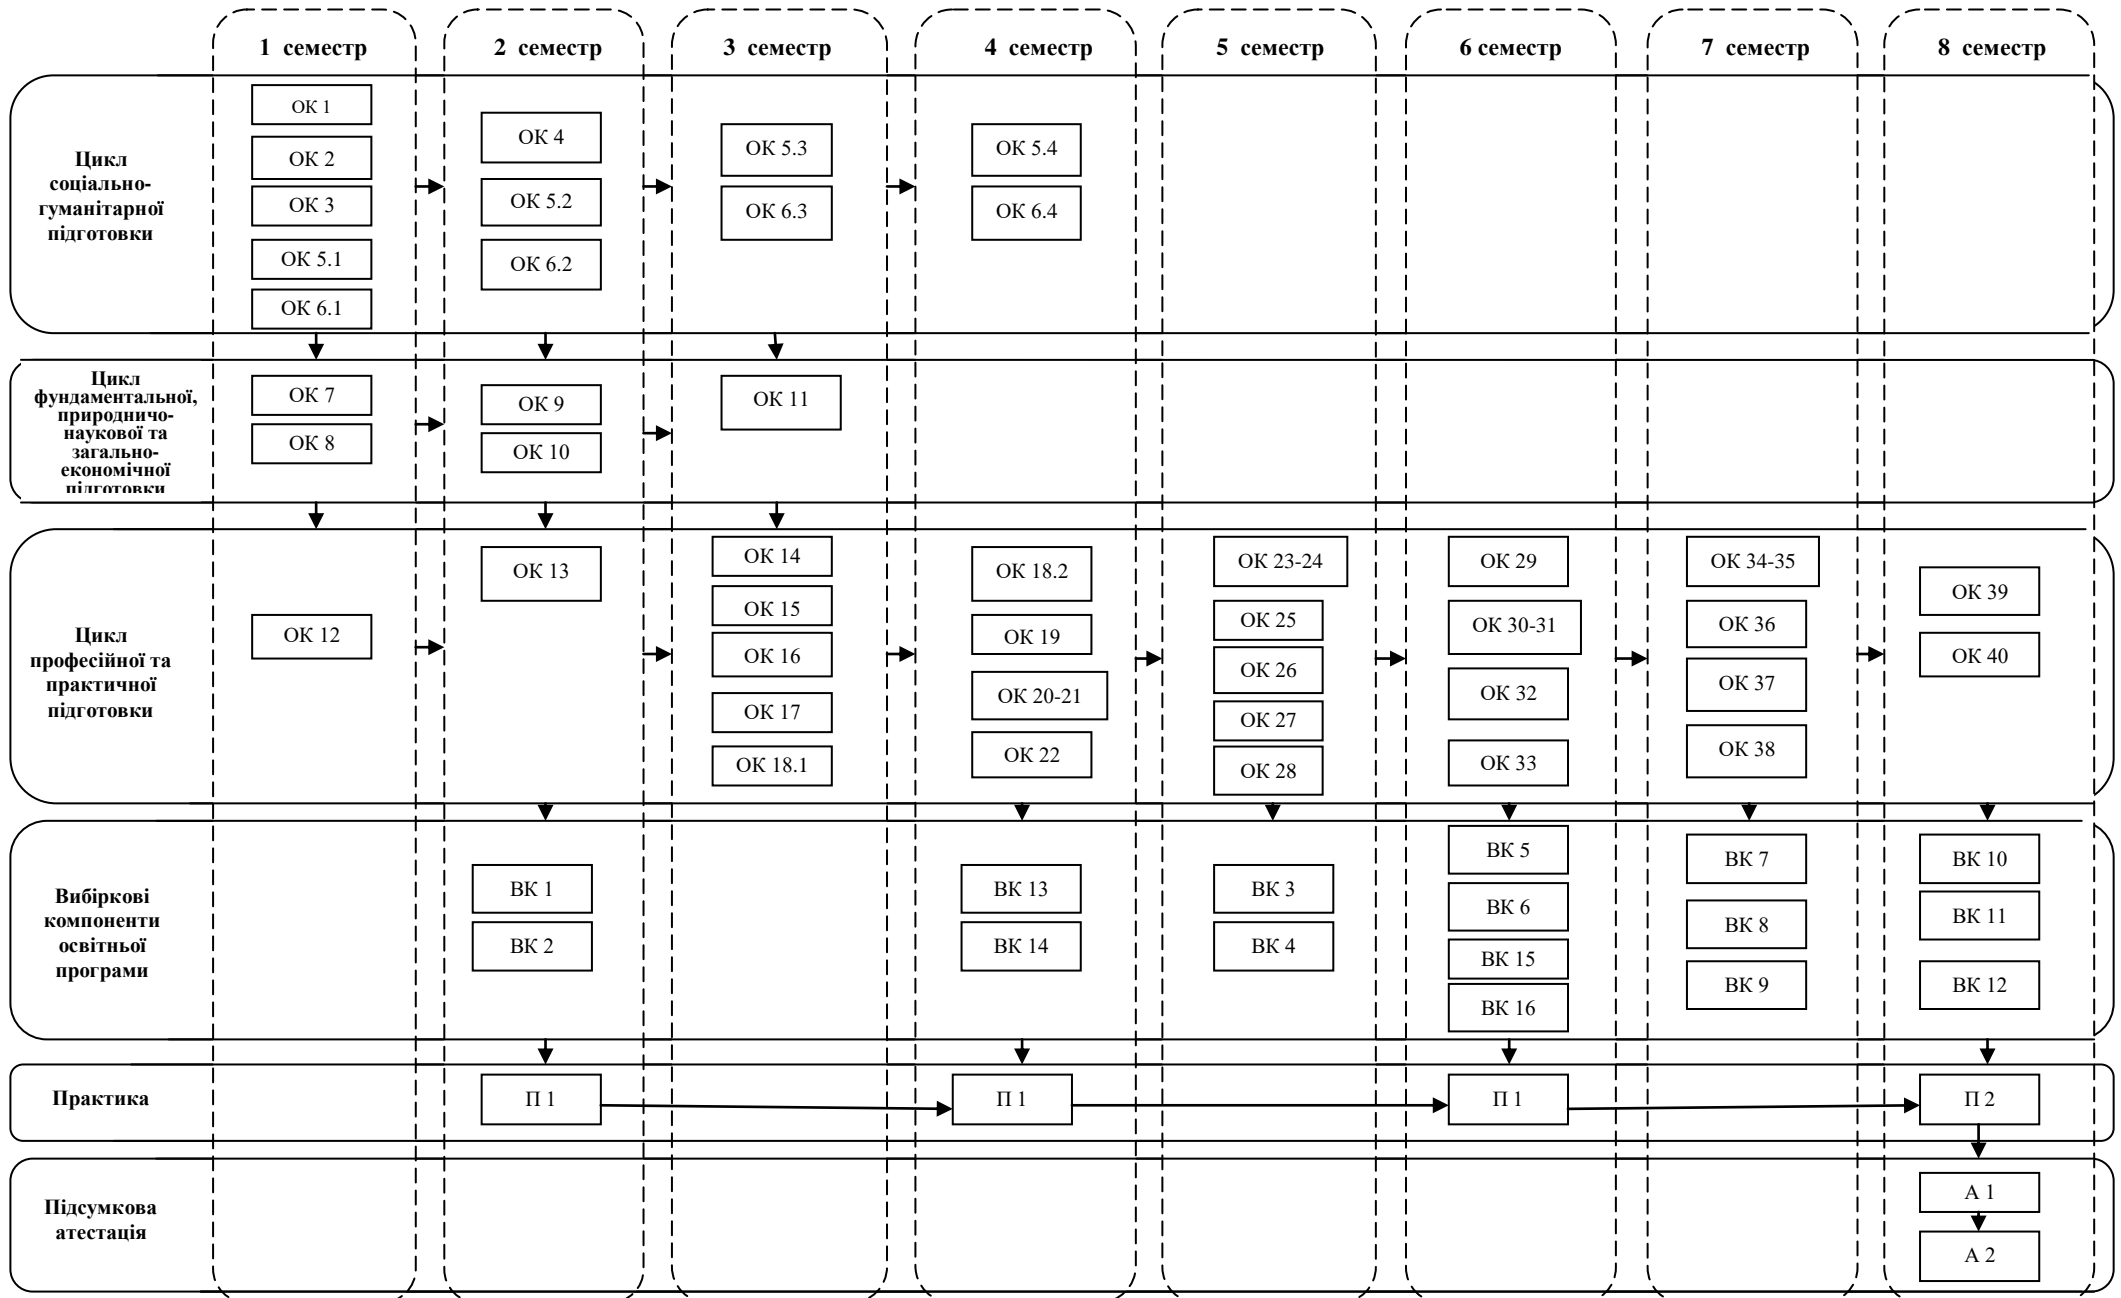 1 семестр
2 семестр
3 семестр
4 семестр
5 семестр
6 семестр
7 семестр
8 семестр
Цикл
соціально-
гуманітарної
підготовки
ОК 1
ОК 2
ОК 3
ОК 5.1
ОК 6.1
ОК 4
ОК 5.2
ОК 6.2
ОК 5.3
ОК 6.3
ОК 5.4
ОК 6.4
Цикл
фундаментальної,
природничо-
наукової та
загально-
економічної
підготовки
ОК 7
ОК 8
ОК 9
ОК 10
ОК 11
Цикл
професійної та
практичної
підготовки
ОК 12
ОК 13
ОК 14
ОК 15
ОК 16
ОК 17
ОК 18.1
ОК 18.2
ОК 19
ОК 20-21
ОК 22
ОК 23-24
ОК 25
ОК 26
ОК 27
ОК 28
ОК 29
ОК 30-31
ОК 32
ОК 33
ОК 34-35
ОК 36
ОК 37
ОК 38
ОК 39
ОК 40
Вибіркові
компоненти
освітньої
програми
ВК 1
ВК 2
ВК 13
ВК 14
ВК 3
ВК 4
ВК 5
ВК 6
ВК 15
ВК 16
ВК 7
ВК 8
ВК 9
ВК 10
ВК 11
ВК 12
Практика
П 1
П 1
П 1
П 2
Підсумкова
атестація
А 1
А 2